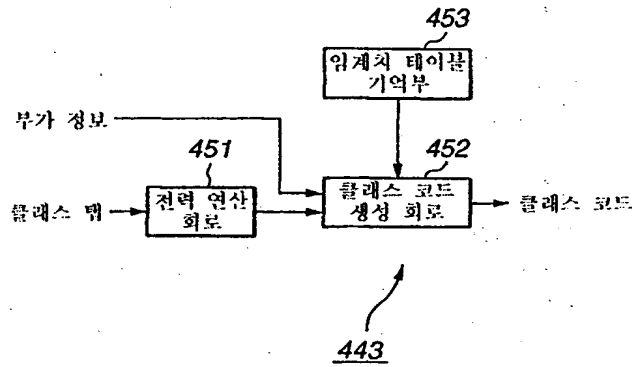 453
임계치 테이블
기억부
부가 정보
451
452
클래스 탭
전력 연산
회로
클래스 코드
생성 회로
클래스 코드
443